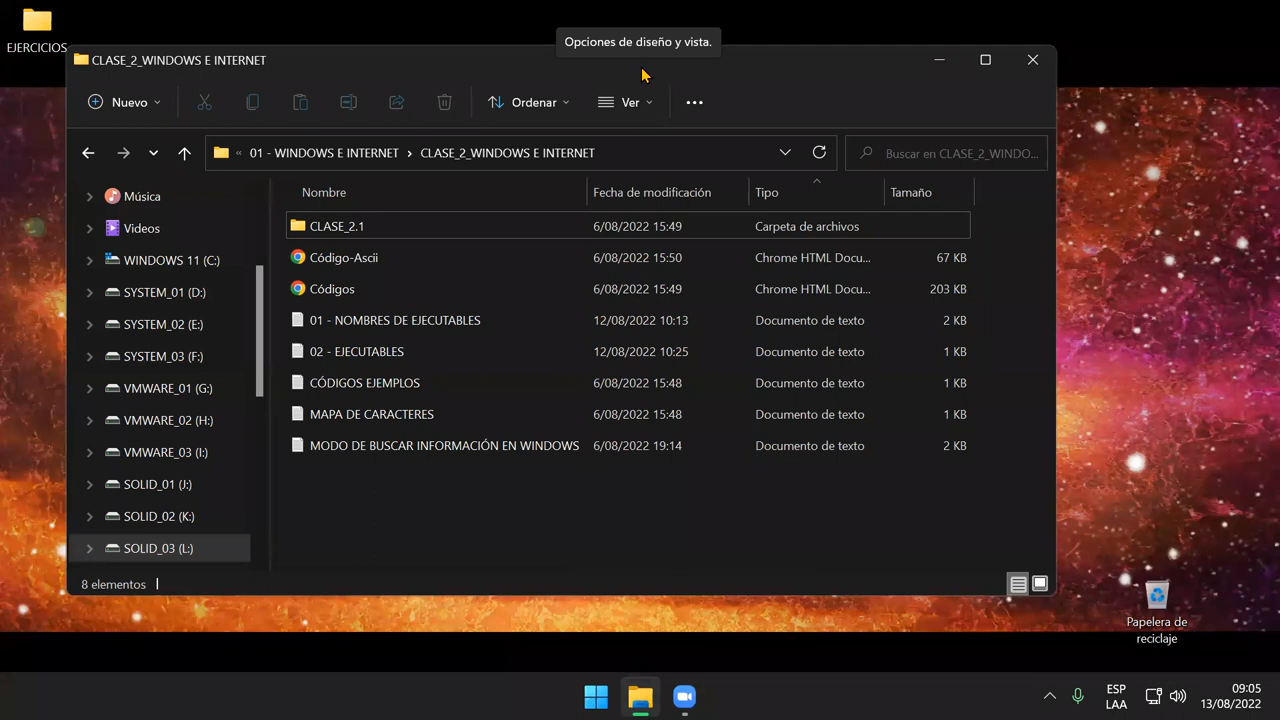 EJERCICIOS
Opciones de diseño y vista.
CLASE_2_WINDOWS E INTERNET
Nuevo
Ordenar
Ver
« 01 - WINDOWS E INTERNET > CLASE_2_WINDOWS E INTERNET
Buscar en CLASE_2_WINDO...
Nombre Fecha de modificación Tipo Tamaño
Música
Videos
WINDOWS 11 (C:)
SYSTEM_01 (D:)
SYSTEM_02 (E:)
SYSTEM_03 (F:)
VMWARE_01 (G:)
VMWARE_02 (H:)
VMWARE_03 (I:)
SOLID_01 (J:)
SOLID_02 (K:)
SOLID_03 (L:)
CLASE_2.1 6/08/2022 15:49 Carpeta de archivos
Código-Ascii 6/08/2022 15:50 Chrome HTML Docu... 67 KB
Códigos 6/08/2022 15:49 Chrome HTML Docu... 203 KB
01 - NOMBRES DE EJECUTABLES 12/08/2022 10:13 Documento de texto 2 KB
02 - EJECUTABLES 12/08/2022 10:25 Documento de texto 1 KB
CÓDIGOS EJEMPLOS 6/08/2022 15:48 Documento de texto 1 KB
MAPA DE CARACTERES 6/08/2022 15:48 Documento de texto 1 KB
MODO DE BUSCAR INFORMACIÓN EN WINDOWS 6/08/2022 19:14 Documento de texto 2 KB
8 elementos
Papelera de
reciclaje
ESP
LAA
09:05
13/08/2022